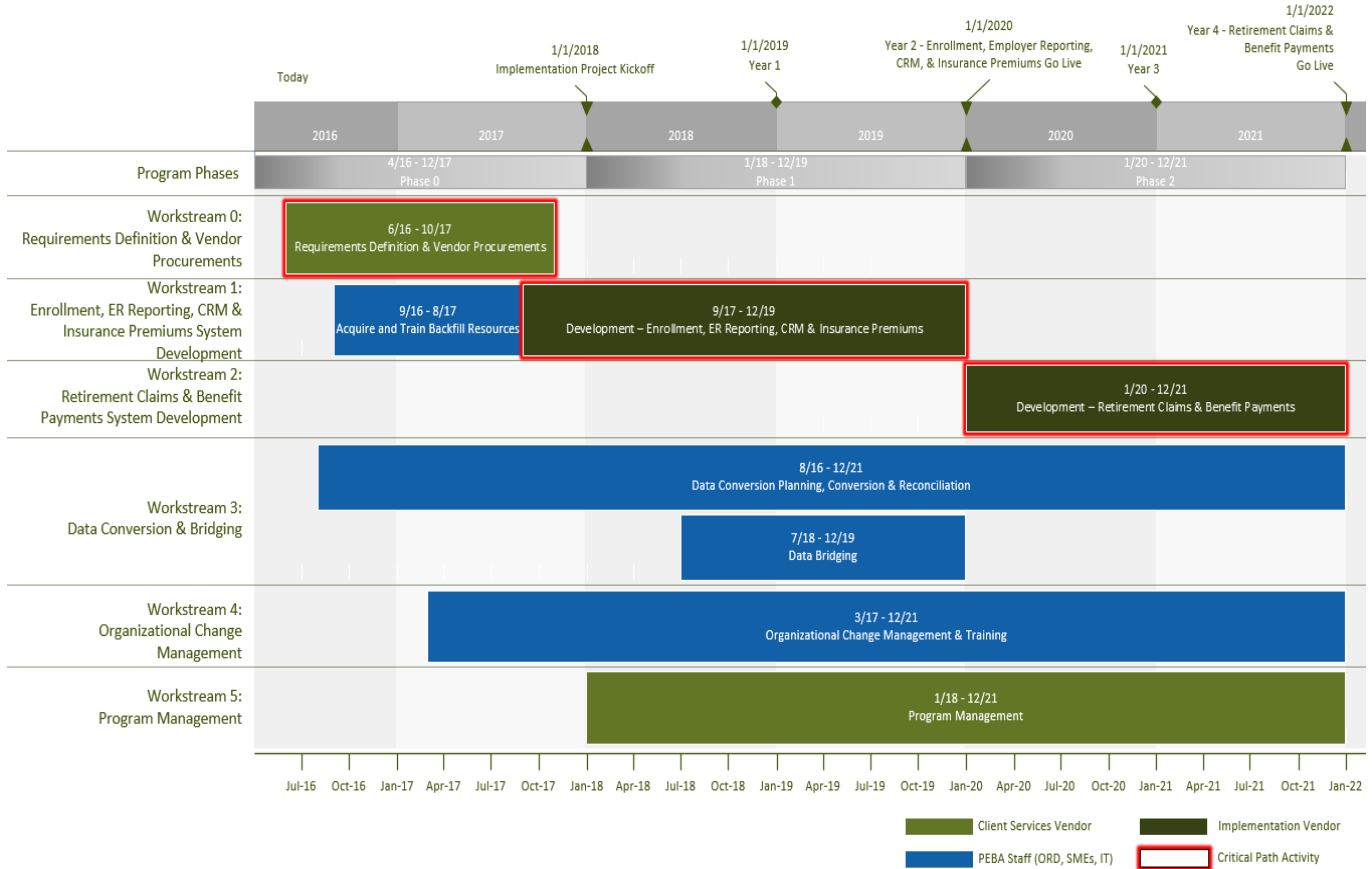 1/1/2022
Year 4 - Retirement Claims &
Benefit Payments
Go Live
1/1/2020
Year 2 - Enrollment, Employer Reporting,
CRM, & Insurance Premiums Go Live
1/1/2018
Implementation Project Kickoff
1/1/2019
Year 1
1/1/2021
Year 3
Today
2016
2017
2018
2019
2020
2021
Program Phases
4/16 - 12/17
Phase 0
1/18 - 12/19
Phase 1
1/20 - 12/21
Phase 2
Workstream 0:
Requirements Definition & Vendor
Procurements
6/16 - 10/17
Requirements Definition & Vendor Procurements
Workstream 1:
Enrollment, ER Reporting, CRM &
Insurance Premiums System
Development
9/16 - 8/17
Acquire and Train Backfill Resources
9/17 - 12/19
Development – Enrollment, ER Reporting, CRM & Insurance Premiums
Workstream 2:
Retirement Claims & Benefit
Payments System Development
1/20 - 12/21
Development – Retirement Claims & Benefit Payments
Workstream 3:
Data Conversion & Bridging
8/16 - 12/21
Data Conversion Planning, Conversion & Reconciliation
7/18 - 12/19
Data Bridging
Workstream 4:
Organizational Change
Management
3/17 - 12/21
Organizational Change Management & Training
Workstream 5:
Program Management
1/18 - 12/21
Program Management
Jul-16 Oct-16 Jan-17 Apr-17 Jul-17 Oct-17 Jan-18 Apr-18 Jul-18 Oct-18 Jan-19 Apr-19 Jul-19 Oct-19 Jan-20 Apr-20 Jul-20 Oct-20 Jan-21 Apr-21 Jul-21 Oct-21 Jan-22
Client Services Vendor
Implementation Vendor
PEBA Staff (ORD, SMEs, IT)
Critical Path Activity